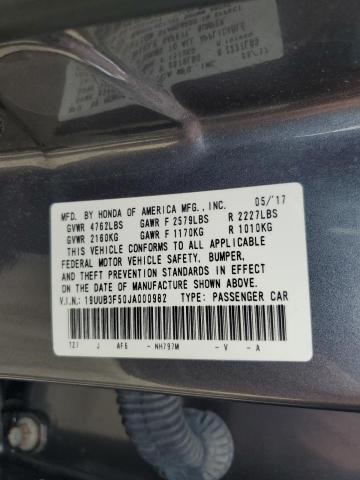 MFD. BY HONDA OF AMERICA MFG., INC. 05/'17
GVWR 4762LBS GAWR F 2579LBS R 2227LBS
GVWR 2160KG GAWR F 1170KG R 1010KG
THIS VEHICLE CONFORMS TO ALL APPLICABLE
FEDERAL MOTOR VEHICLE SAFETY, BUMPER,
AND THEFT PREVENTION STANDARDS IN EFFECT
ON THE DATE OF MANUFACTURE SHOWN ABOVE.
V.I.N: 19UUB3F50JA000962 TYPE: PASSENGER CAR
TZ7 J AF6 - NH797M - V - A